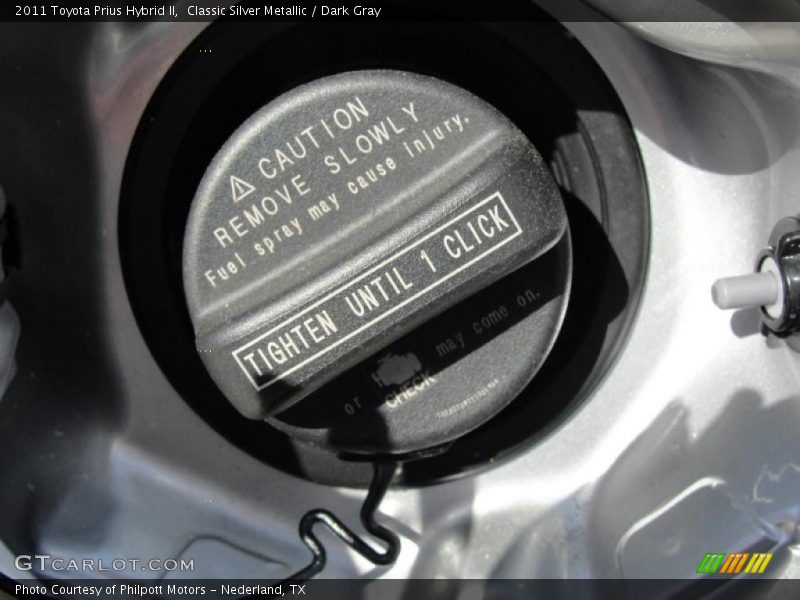 2011 Toyota Prius Hybrid II, Classic Silver Metallic / Dark Gray
⚠ CAUTION
REMOVE SLOWLY
Fuel spray may cause injury.
TIGHTEN UNTIL 1 CLICK
or CHECK may come on.
GTCARLOT.COM
Photo Courtesy of Philpott Motors - Nederland, TX